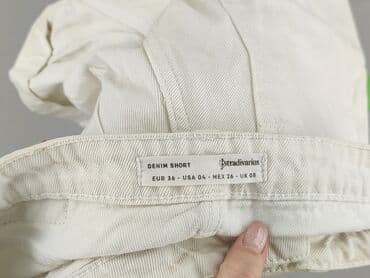 DENIM SHORT stradivarius
EUR 36 - USA 04 - MEX 26 - UK 08